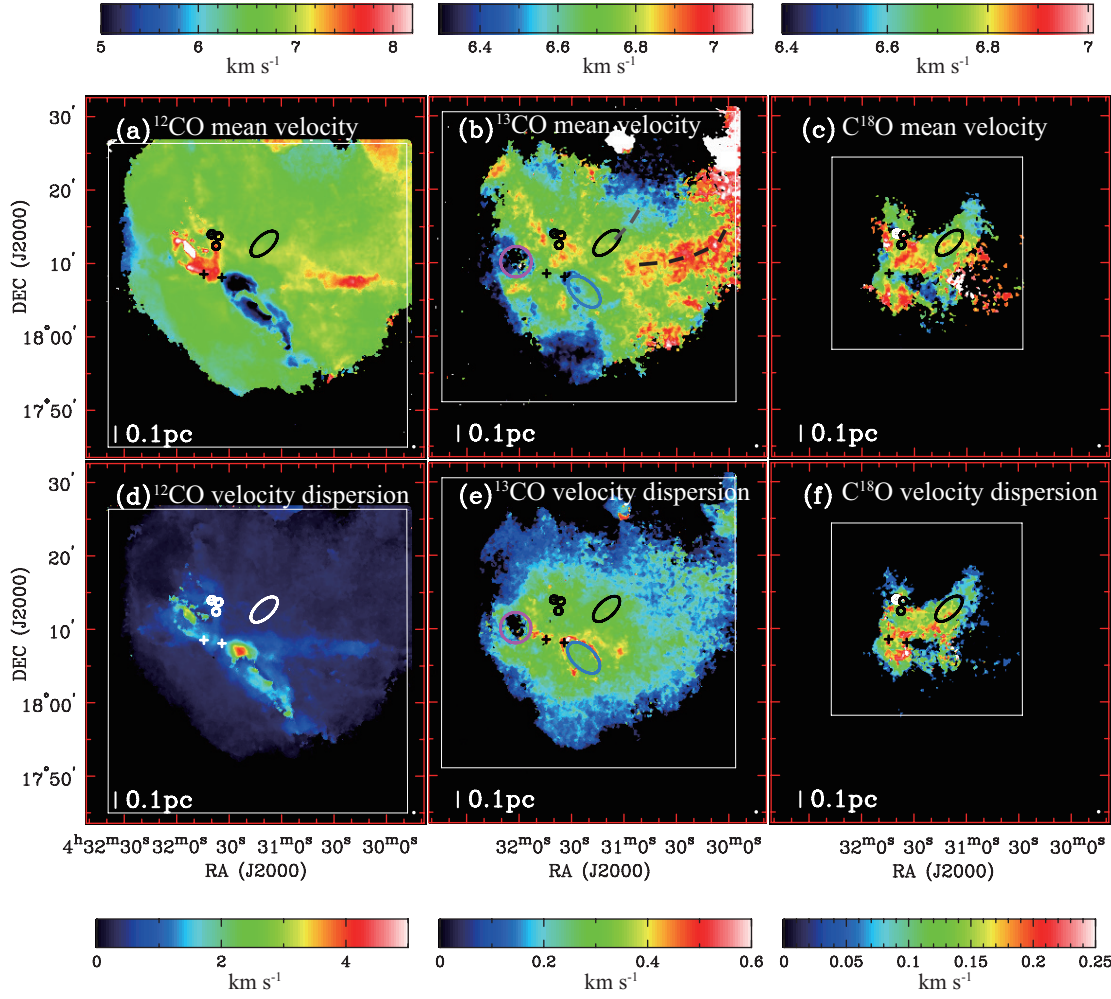 5 6 7 8
km s⁻¹
6.4 6.6 6.8 7
km s⁻¹
6.4 6.6 6.8 7
km s⁻¹
(a) ¹²CO mean velocity
(b) ¹³CO mean velocity
(c) C¹⁸O mean velocity
30′
20′
10′
18°00′
17°50′
DEC (J2000)
0.1pc
0.1pc
0.1pc
(d) ¹²CO velocity dispersion
(e) ¹³CO velocity dispersion
(f) C¹⁸O velocity dispersion
30′
20′
10′
18°00′
17°50′
DEC (J2000)
0.1pc
0.1pc
0.1pc
4ʰ32ᵐ30ˢ 32ᵐ0ˢ 30ˢ 31ᵐ0ˢ 30ˢ 30ᵐ0ˢ
RA (J2000)
32ᵐ0ˢ 30ˢ 31ᵐ0ˢ 30ˢ 30ᵐ0ˢ
RA (J2000)
32ᵐ0ˢ 30ˢ 31ᵐ0ˢ 30ˢ 30ᵐ0ˢ
RA (J2000)
0 2 4
km s⁻¹
0 0.2 0.4 0.6
km s⁻¹
0 0.05 0.1 0.15 0.2 0.25
km s⁻¹